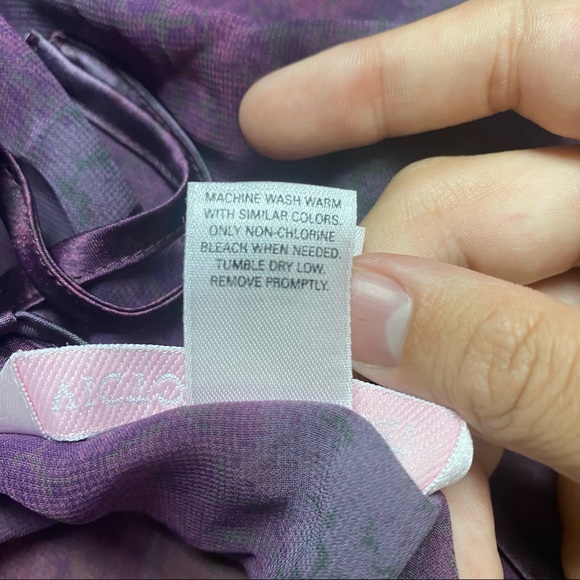 MACHINE WASH WARM
WITH SIMILAR COLORS.
ONLY NON-CHLORINE
BLEACH WHEN NEEDED.
TUMBLE DRY LOW.
REMOVE PROMPTLY.